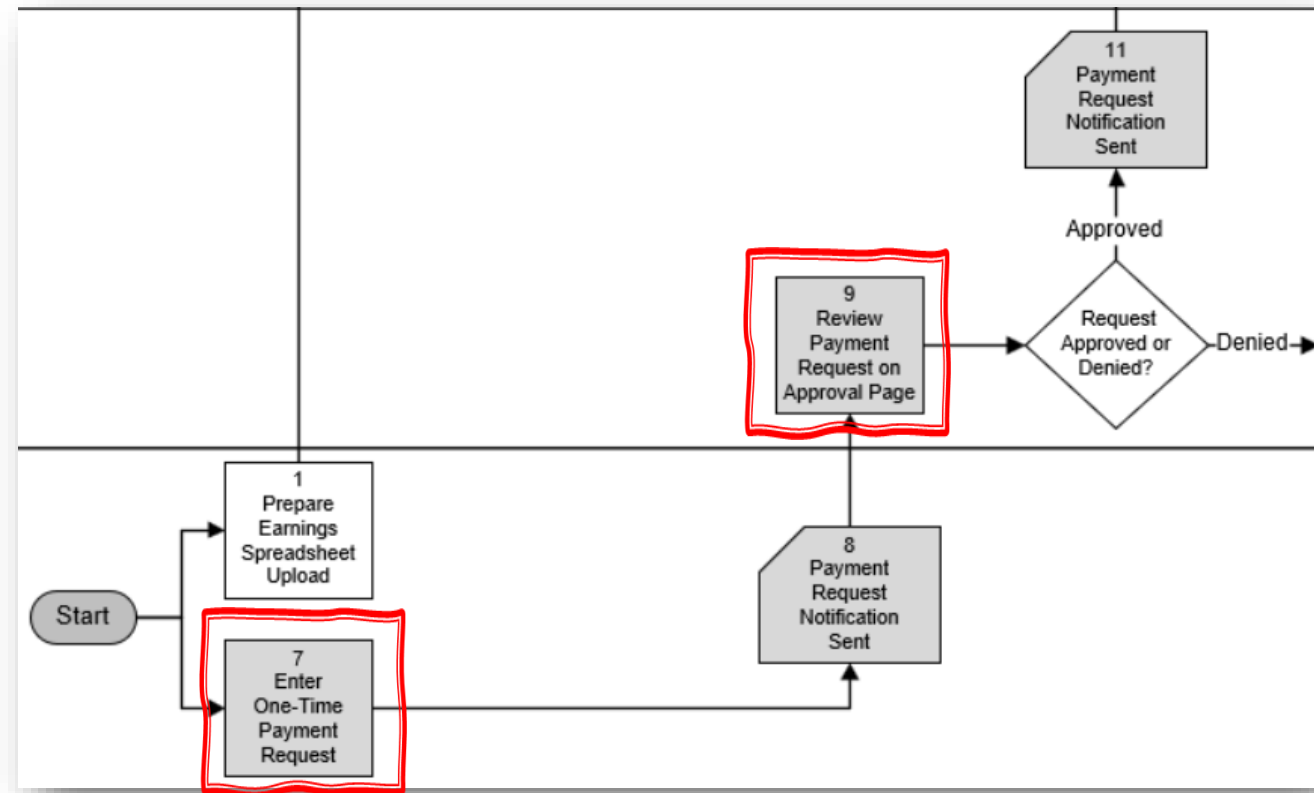 11
Payment
Request
Notification
Sent
Approved
9
Review
Payment
Request on
Approval Page
Request
Approved or
Denied?
Denied
1
Prepare
Earnings
Spreadsheet
Upload
Start
7
Enter
One-Time
Payment
Request
8
Payment
Request
Notification
Sent